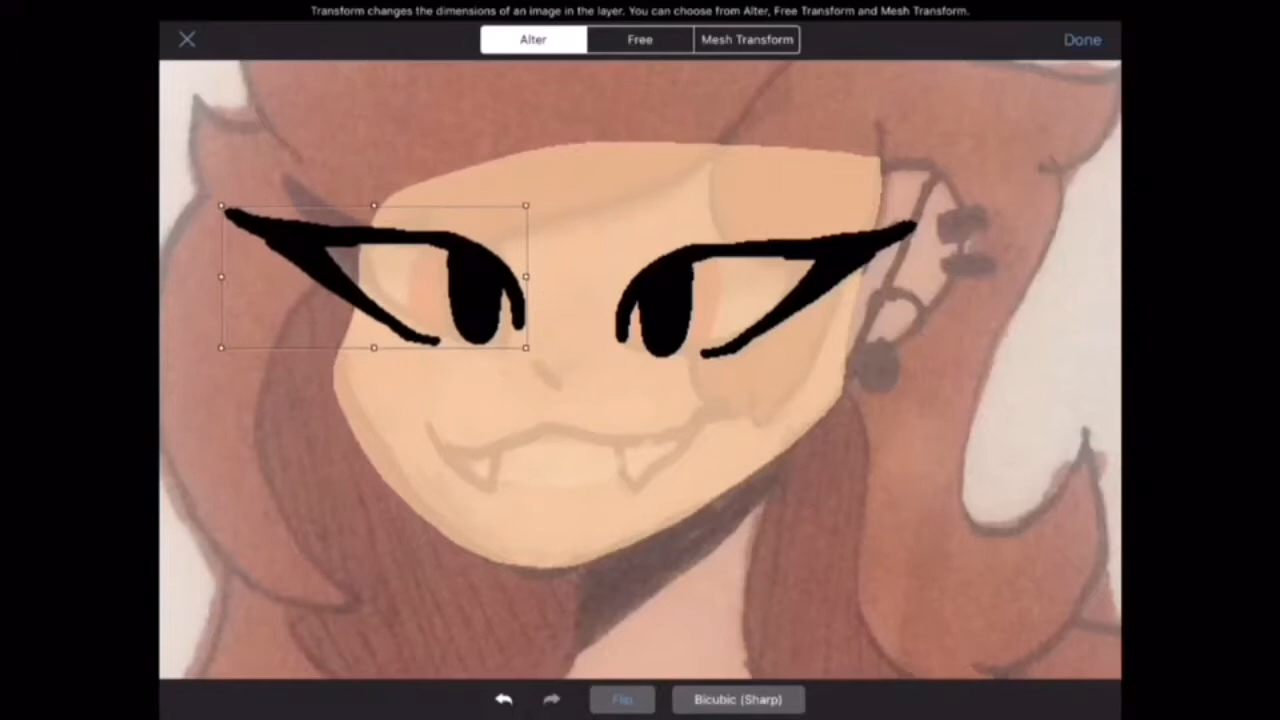 Transform changes the dimensions of an image in the layer. You can choose from Alter, Free Transform and Mesh Transform.
Alter Free Mesh Transform Done
Flip Bicubic (Sharp)